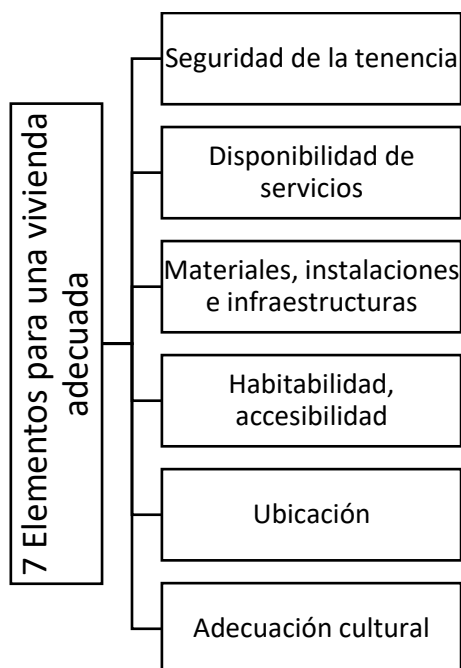 7 Elementos para una vivienda
adecuada
Seguridad de la tenencia
Disponibilidad de
servicios
Materiales, instalaciones
e infraestructuras
Habitabilidad,
accesibilidad
Ubicación
Adecuación cultural